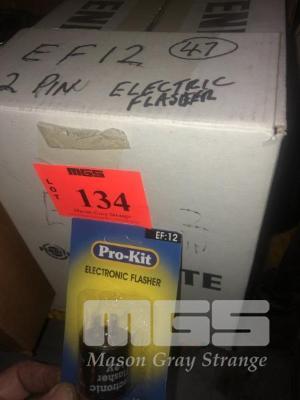 EF12 47
2 PIN ELECTRIC
FLASHER
MGS
LOT
134
Mason Gray Strange
EF:12
Pro-Kit
ELECTRONIC FLASHER
TE
MGS
Mason Gray Strange